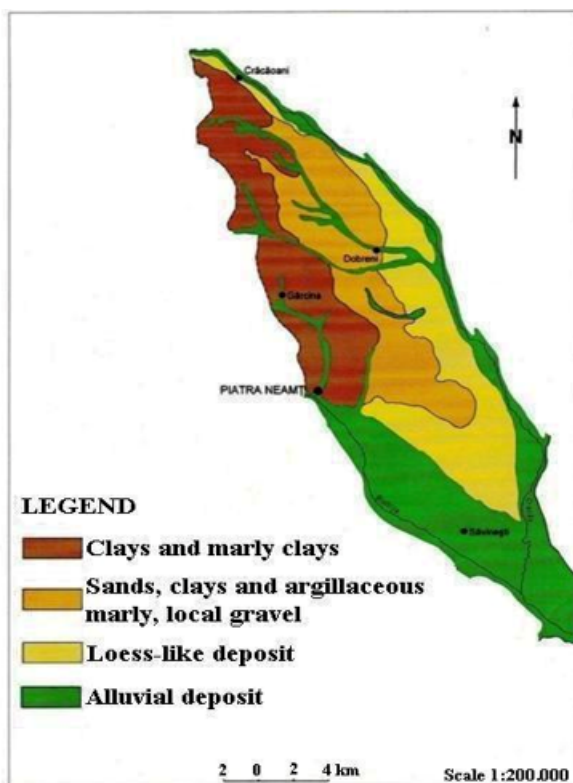 Crăcăoani
N
Dobreni
Gârcina
PIATRA NEAMȚ
Săvinești
LEGEND
Clays and marly clays
Sands, clays and argillaceous
marly, local gravel
Loess-like deposit
Alluvial deposit
2 0 2 4 km
Scale 1:200.000